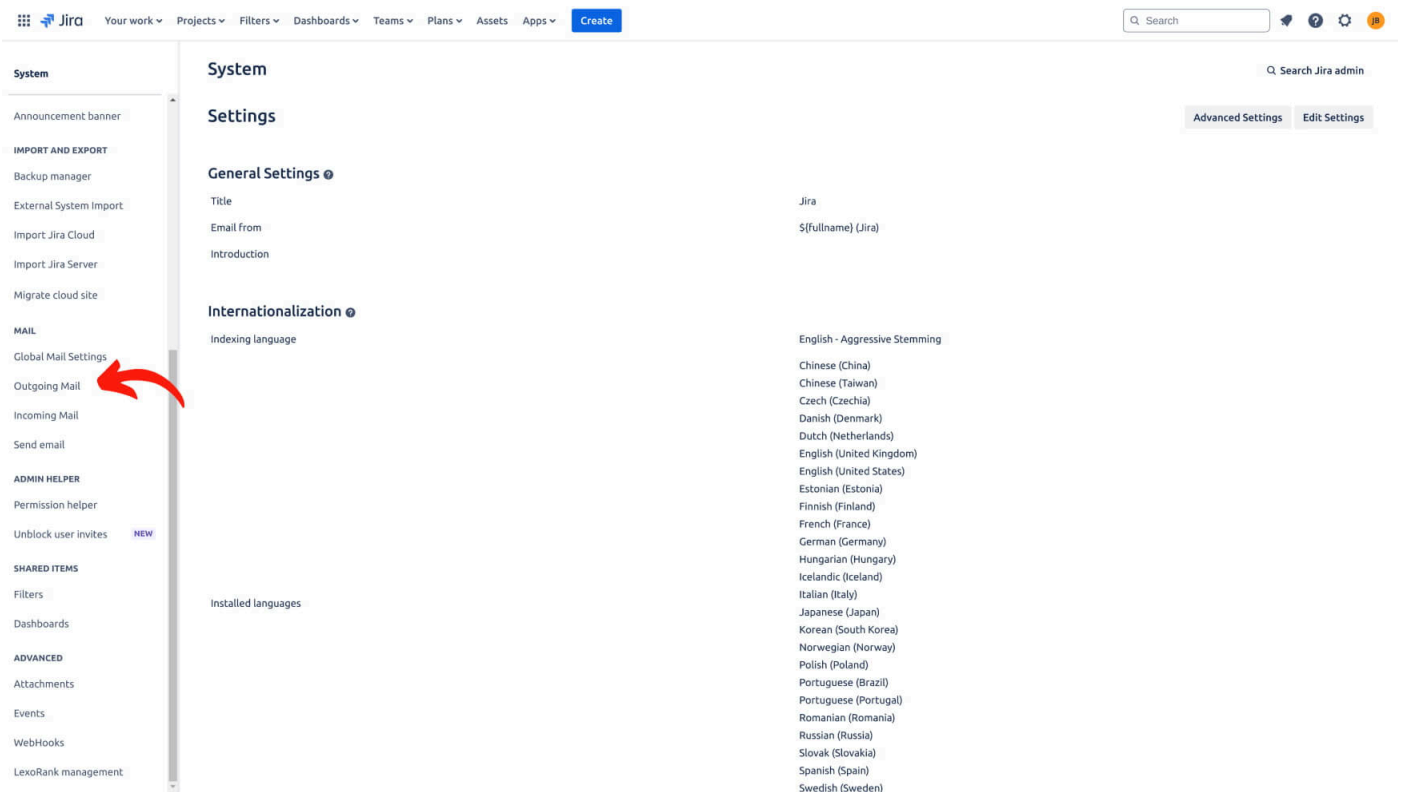 Jira Your work Projects Filters Dashboards Teams Plans Assets Apps Create Search JB
System
Announcement banner
IMPORT AND EXPORT
Backup manager
External System Import
Import Jira Cloud
Import Jira Server
Migrate cloud site
MAIL
Global Mail Settings
Outgoing Mail
Incoming Mail
Send email
ADMIN HELPER
Permission helper
Unblock user invites NEW
SHARED ITEMS
Filters
Dashboards
ADVANCED
Attachments
Events
WebHooks
LexoRank management
System
Search Jira admin
Settings
Advanced Settings Edit Settings
General Settings
Title Jira
Email from ${fullname} (Jira)
Introduction
Internationalization
Indexing language English - Aggressive Stemming
Installed languages
Chinese (China)
Chinese (Taiwan)
Czech (Czechia)
Danish (Denmark)
Dutch (Netherlands)
English (United Kingdom)
English (United States)
Estonian (Estonia)
Finnish (Finland)
French (France)
German (Germany)
Hungarian (Hungary)
Icelandic (Iceland)
Italian (Italy)
Japanese (Japan)
Korean (South Korea)
Norwegian (Norway)
Polish (Poland)
Portuguese (Brazil)
Portuguese (Portugal)
Romanian (Romania)
Russian (Russia)
Slovak (Slovakia)
Spanish (Spain)
Swedish (Sweden)